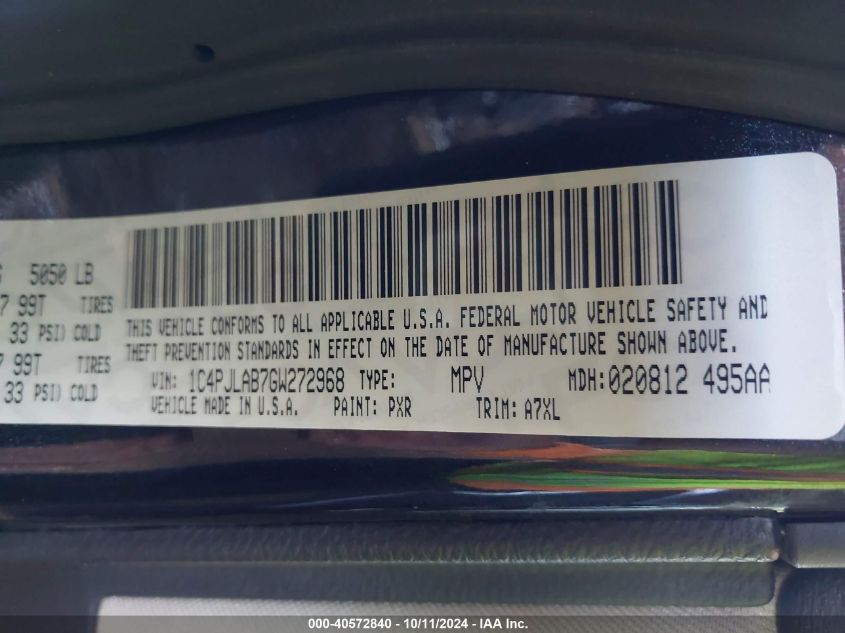 G 5050 LB
7 99T TIRES
33 PSI) COLD
7 99T TIRES
33 PSI) COLD
THIS VEHICLE CONFORMS TO ALL APPLICABLE U.S.A. FEDERAL MOTOR VEHICLE SAFETY AND
THEFT PREVENTION STANDARDS IN EFFECT ON THE DATE OF MANUFACTURE SHOWN ABOVE.
VIN: 1C4PJLAB7GW272968 TYPE: MPV MDH:020812 495AA
VEHICLE MADE IN U.S.A. PAINT: PXR TRIM: A7XL
000-40572840 - 10/11/2024 - IAA Inc.